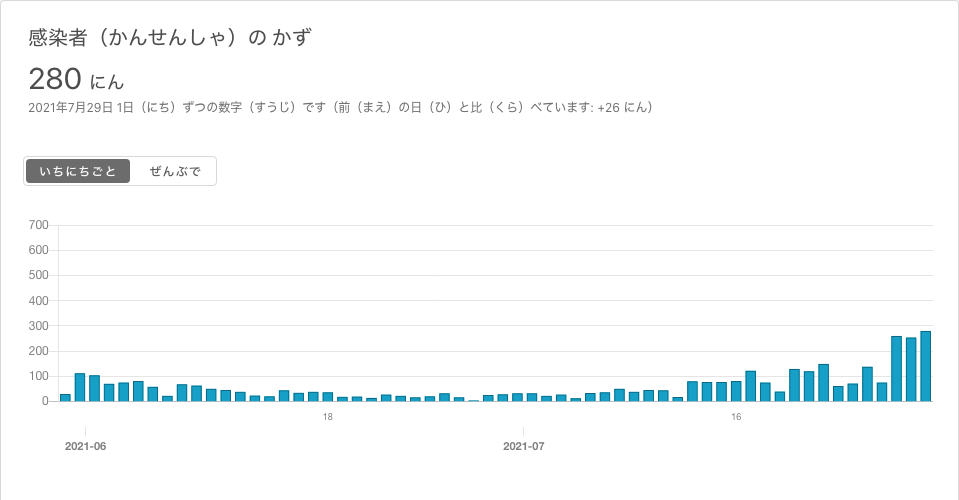 感染者（かんせんしゃ）の かず
280 にん
2021年7月29日 1日（にち）ずつの数字（すうじ）です（前（まえ）の日（ひ）と比（くら）べています: +26 にん）
いちにちごと ぜんぶで
700
600
500
400
300
200
100
0
18 16
2021-06 2021-07